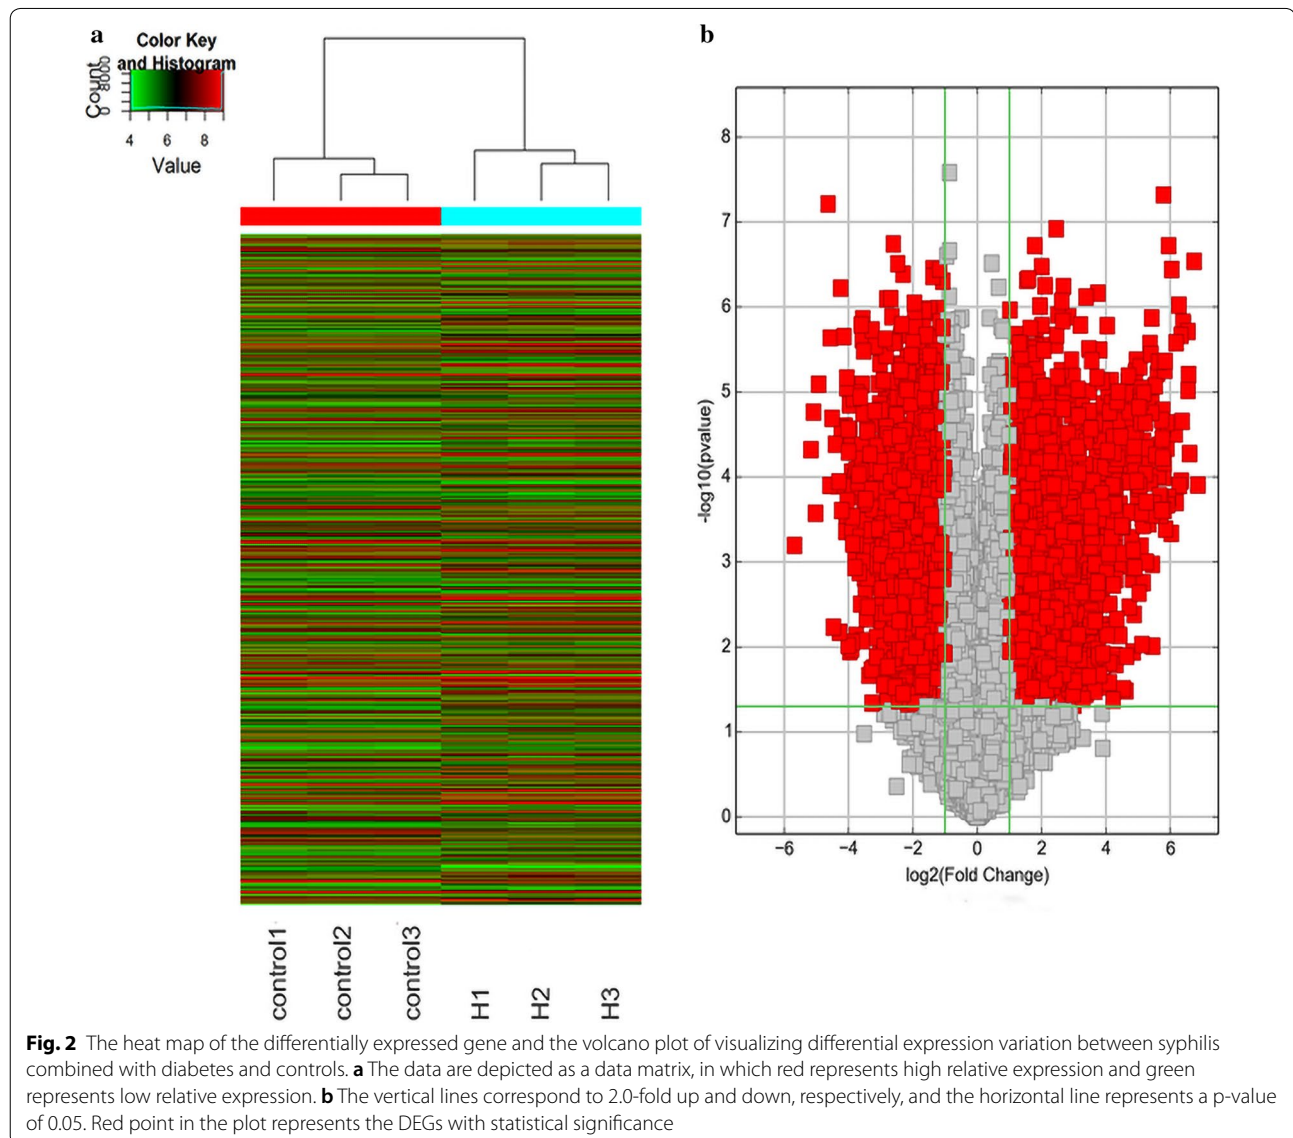 a
Color Key
and Histogram
Count
0 8000
4 6 8
Value
control1
control2
control3
H1
H2
H3
b
-log10(pvalue)
8
7
6
5
4
3
2
1
0
−6 −4 −2 0 2 4 6
log2(Fold Change)
Fig. 2 The heat map of the differentially expressed gene and the volcano plot of visualizing differential expression variation between syphilis
combined with diabetes and controls. a The data are depicted as a data matrix, in which red represents high relative expression and green
represents low relative expression. b The vertical lines correspond to 2.0-fold up and down, respectively, and the horizontal line represents a p-value
of 0.05. Red point in the plot represents the DEGs with statistical significance